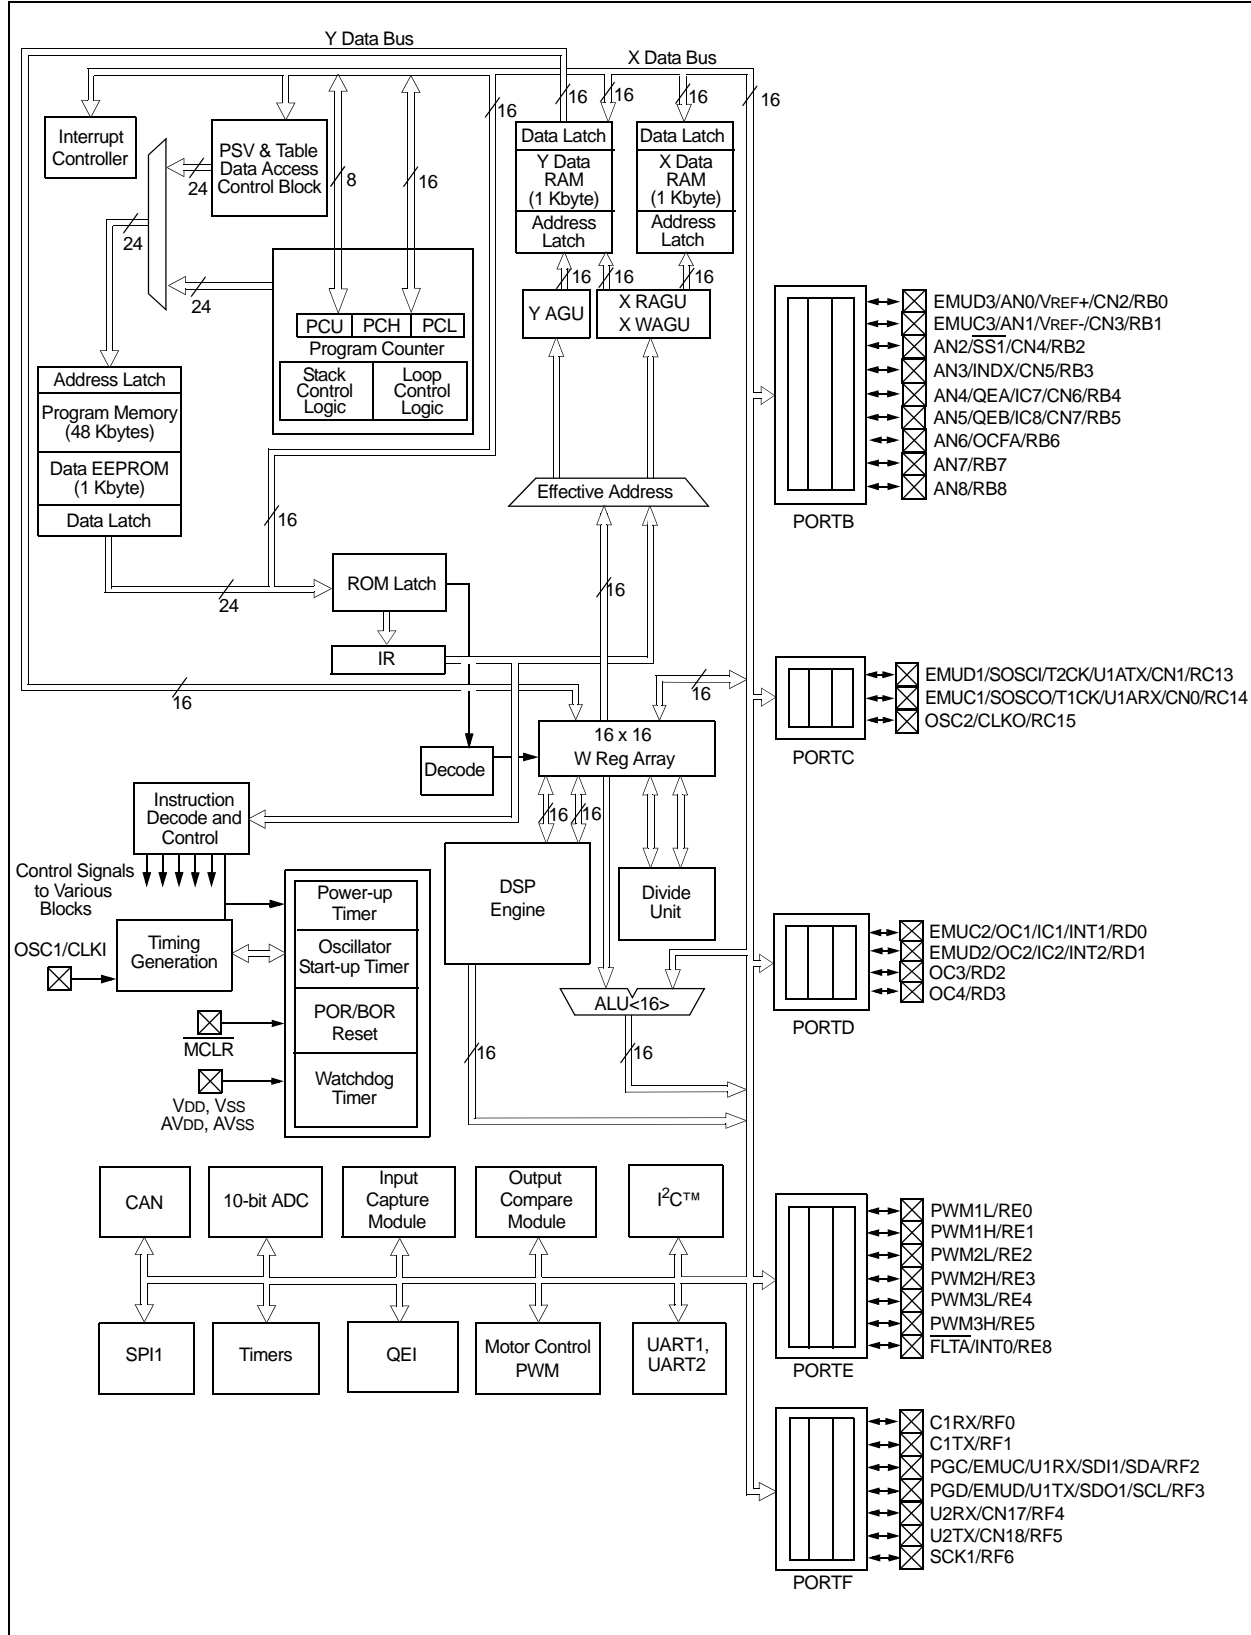 Y Data Bus
X Data Bus
16
16
16
16
16
Interrupt
Controller
PSV & Table
Data Access
Control Block
24
8
16
Data Latch
Y Data
RAM
(1 Kbyte)
Address
Latch
Data Latch
X Data
RAM
(1 Kbyte)
Address
Latch
24
24
16
16
16
Y AGU
X RAGU
X WAGU
PCU
PCH
PCL
Program Counter
Stack
Control
Logic
Loop
Control
Logic
Address Latch
Program Memory
(48 Kbytes)
Data EEPROM
(1 Kbyte)
Data Latch
Effective Address
16
24
ROM Latch
16
IR
16
16
16 x 16
W Reg Array
Decode
Instruction
Decode and
Control
16
16
Control Signals
to Various
Blocks
DSP
Engine
Divide
Unit
Power-up
Timer
OSC1/CLKI
Timing
Generation
Oscillator
Start-up Timer
POR/BOR
Reset
MCLR
Watchdog
Timer
VDD, VSS
AVDD, AVSS
ALU<16>
16
16
CAN
10-bit ADC
Input
Capture
Module
Output
Compare
Module
I2C™
SPI1
Timers
QEI
Motor Control
PWM
UART1,
UART2
EMUD3/AN0/VREF+/CN2/RB0
EMUC3/AN1/VREF-/CN3/RB1
AN2/SS1/CN4/RB2
AN3/INDX/CN5/RB3
AN4/QEA/IC7/CN6/RB4
AN5/QEB/IC8/CN7/RB5
AN6/OCFA/RB6
AN7/RB7
AN8/RB8
PORTB
EMUD1/SOSCI/T2CK/U1ATX/CN1/RC13
EMUC1/SOSCO/T1CK/U1ARX/CN0/RC14
OSC2/CLKO/RC15
PORTC
EMUC2/OC1/IC1/INT1/RD0
EMUD2/OC2/IC2/INT2/RD1
OC3/RD2
OC4/RD3
PORTD
PWM1L/RE0
PWM1H/RE1
PWM2L/RE2
PWM2H/RE3
PWM3L/RE4
PWM3H/RE5
FLTA/INT0/RE8
PORTE
C1RX/RF0
C1TX/RF1
PGC/EMUC/U1RX/SDI1/SDA/RF2
PGD/EMUD/U1TX/SDO1/SCL/RF3
U2RX/CN17/RF4
U2TX/CN18/RF5
SCK1/RF6
PORTF